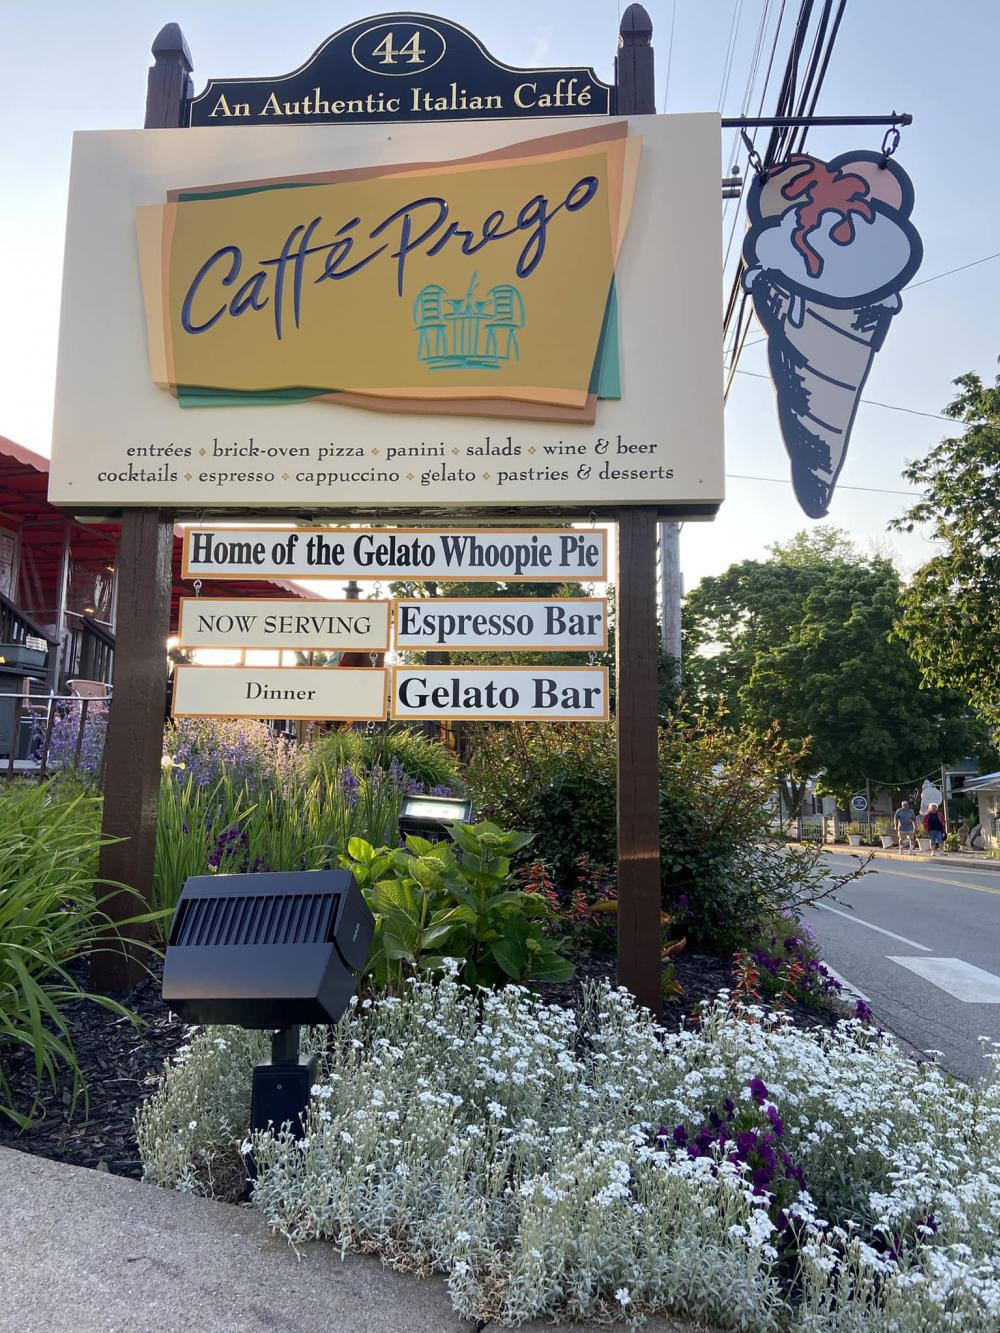 44
An Authentic Italian Caffé
Caffé Prego
entrées brick-oven pizza panini salads wine & beer
cocktails espresso cappuccino gelato pastries & desserts
Home of the Gelato Whoopie Pie
NOW SERVING
Espresso Bar
Dinner
Gelato Bar